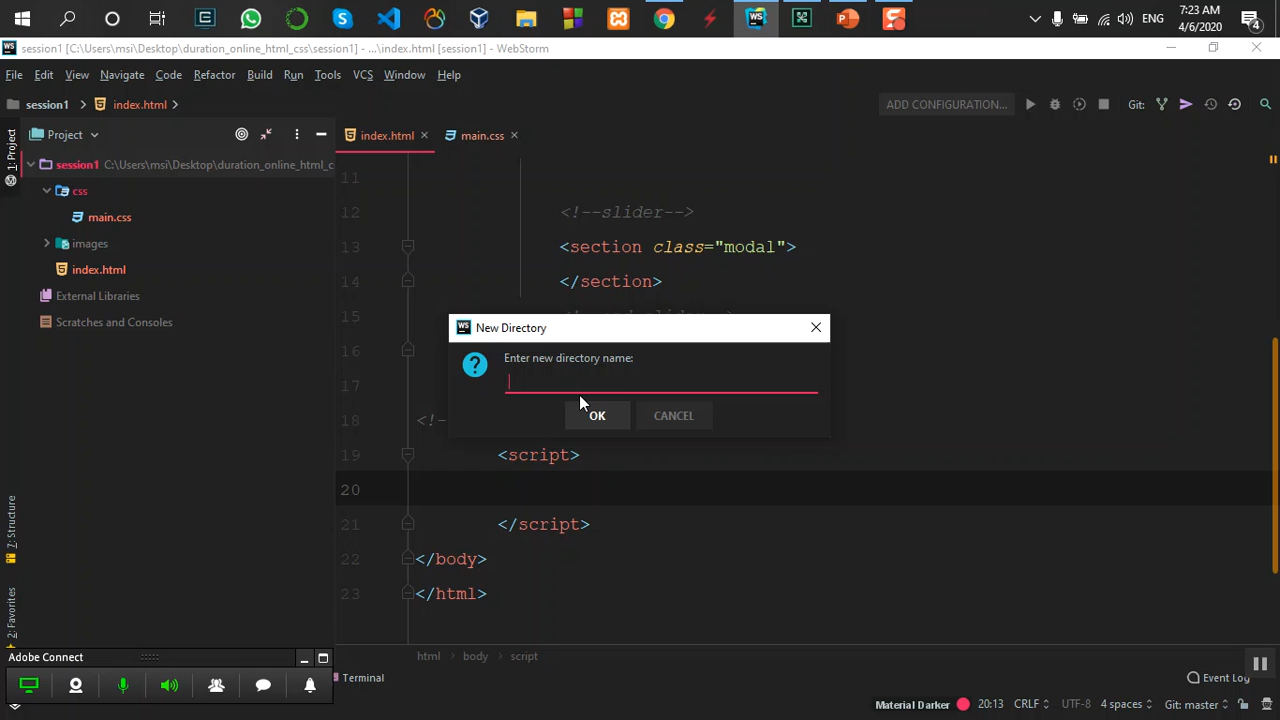 7:23 AM
ENG
4/6/2020
4
session1 [C:\Users\msi\Desktop\duration_online_html_css\session1] - ...\index.html [session1] - WebStorm
File Edit View Navigate Code Refactor Build Run Tools VCS Window Help
session1 index.html ADD CONFIGURATION... Git:
1: Project
Project
index.html main.css
session1 C:\Users\msi\Desktop\duration_online_html_c
css
main.css
images
index.html
External Libraries
Scratches and Consoles
11
12 <!--slider-->
13 <section class="modal">
14 </section>
15
16
17
18 <!-
19 <script>
20
21 </script>
22 </body>
23 </html>
New Directory
Enter new directory name:
OK CANCEL
7: Structure
2: Favorites
html body script
Adobe Connect
Terminal Event Log
Material Darker 20:13 CRLF UTF-8 4 spaces Git: master